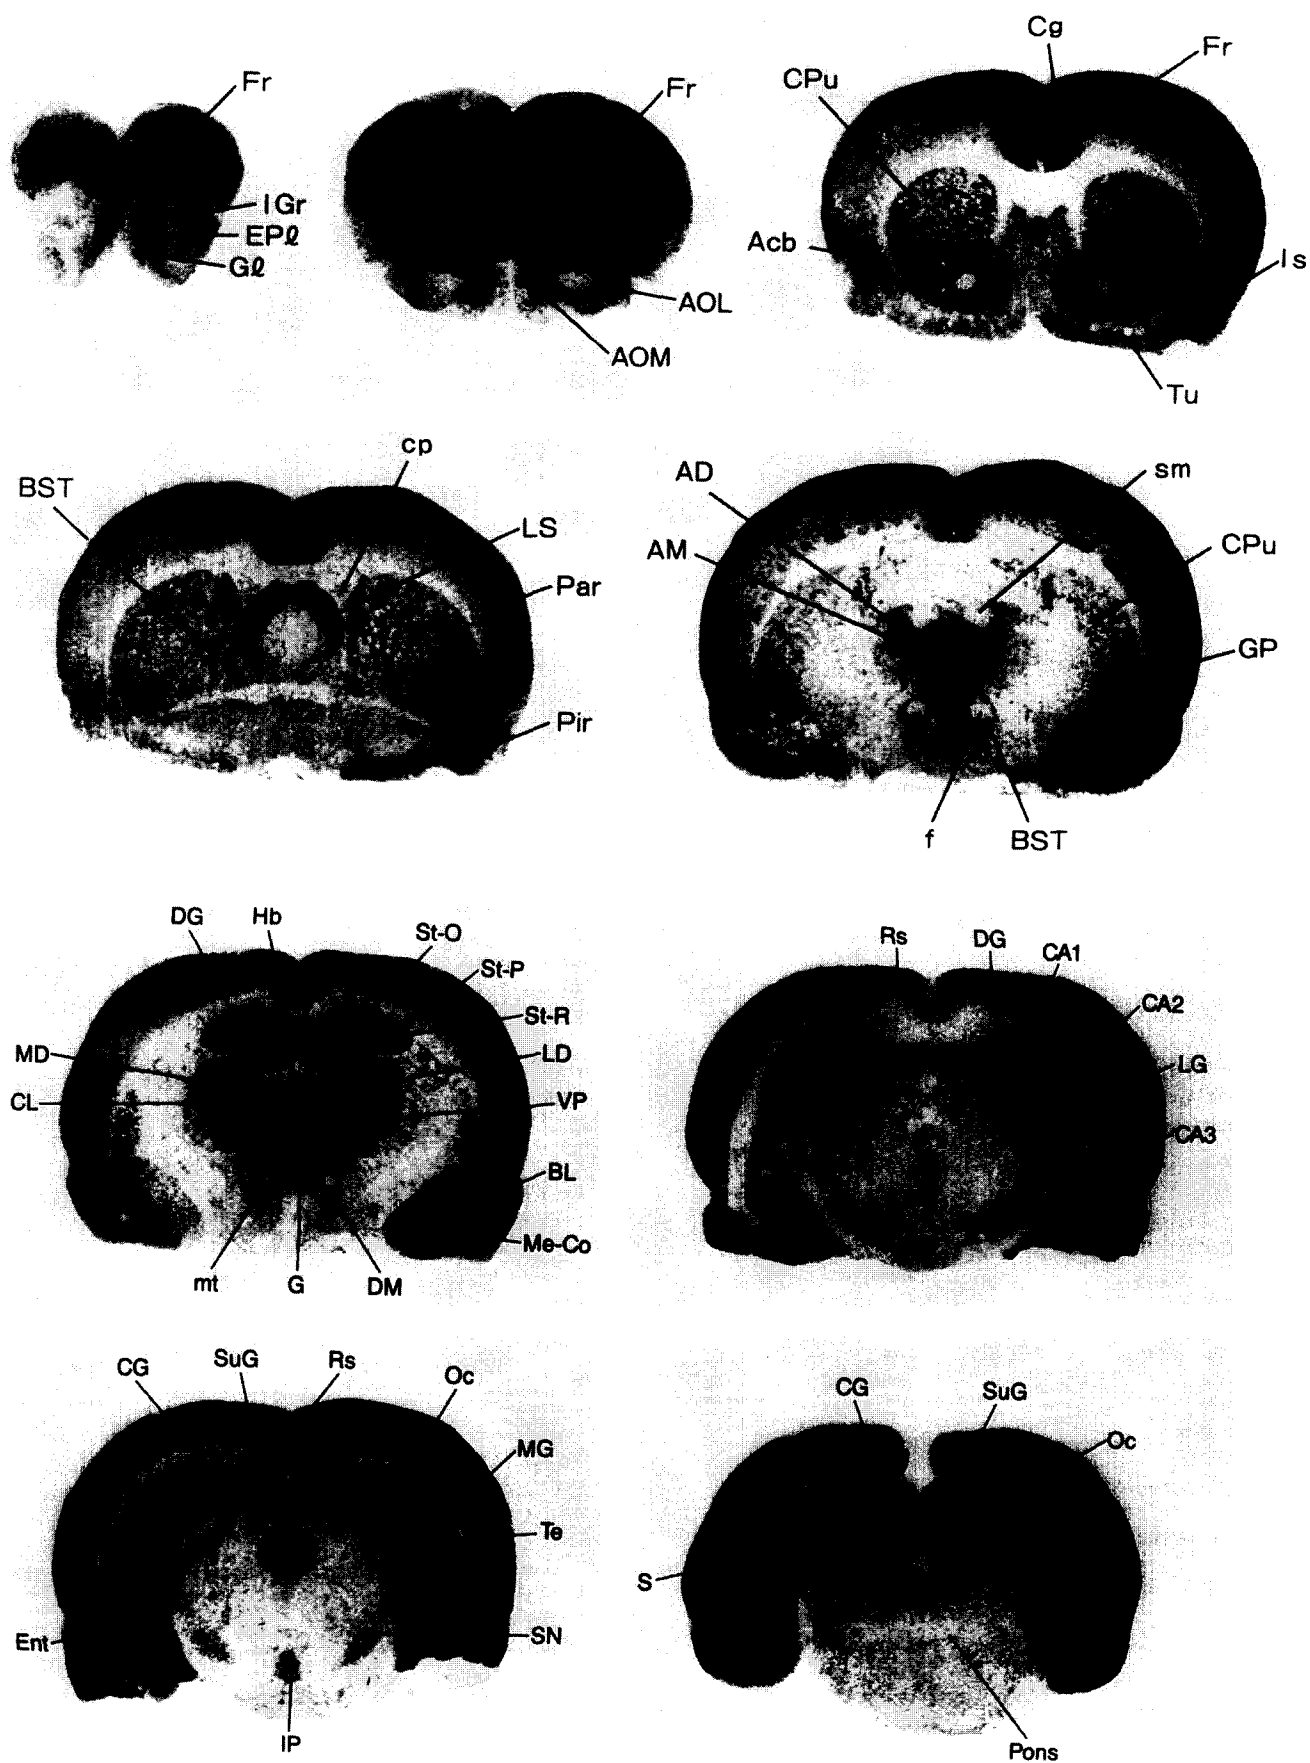 Fr
IGr
EPℓ
Gℓ
Fr
AOL
AOM
Cg
Fr
CPu
Acb
Is
Tu
BST
cp
LS
Par
Pir
AD
AM
sm
CPu
GP
f
BST
DG
Hb
St-O
St-P
St-R
MD
LD
CL
VP
BL
Me-Co
mt
G
DM
Rs
DG
CA1
CA2
LG
CA3
CG
SuG
Rs
Oc
MG
Te
Ent
SN
IP
CG
SuG
Oc
S
Pons